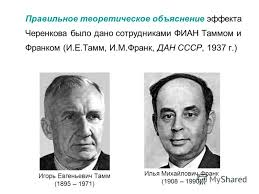 Правильное теоретическое объяснение эффекта
Черенкова было дано сотрудниками ФИАН Таммом и
Франком (И.Е.Тамм, И.М.Франк, ДАН СССР, 1937 г.)
Игорь Евгеньевич Тамм
(1895 – 1971)
Илья Михайлович Франк
(1908 – 1990)
MyShared